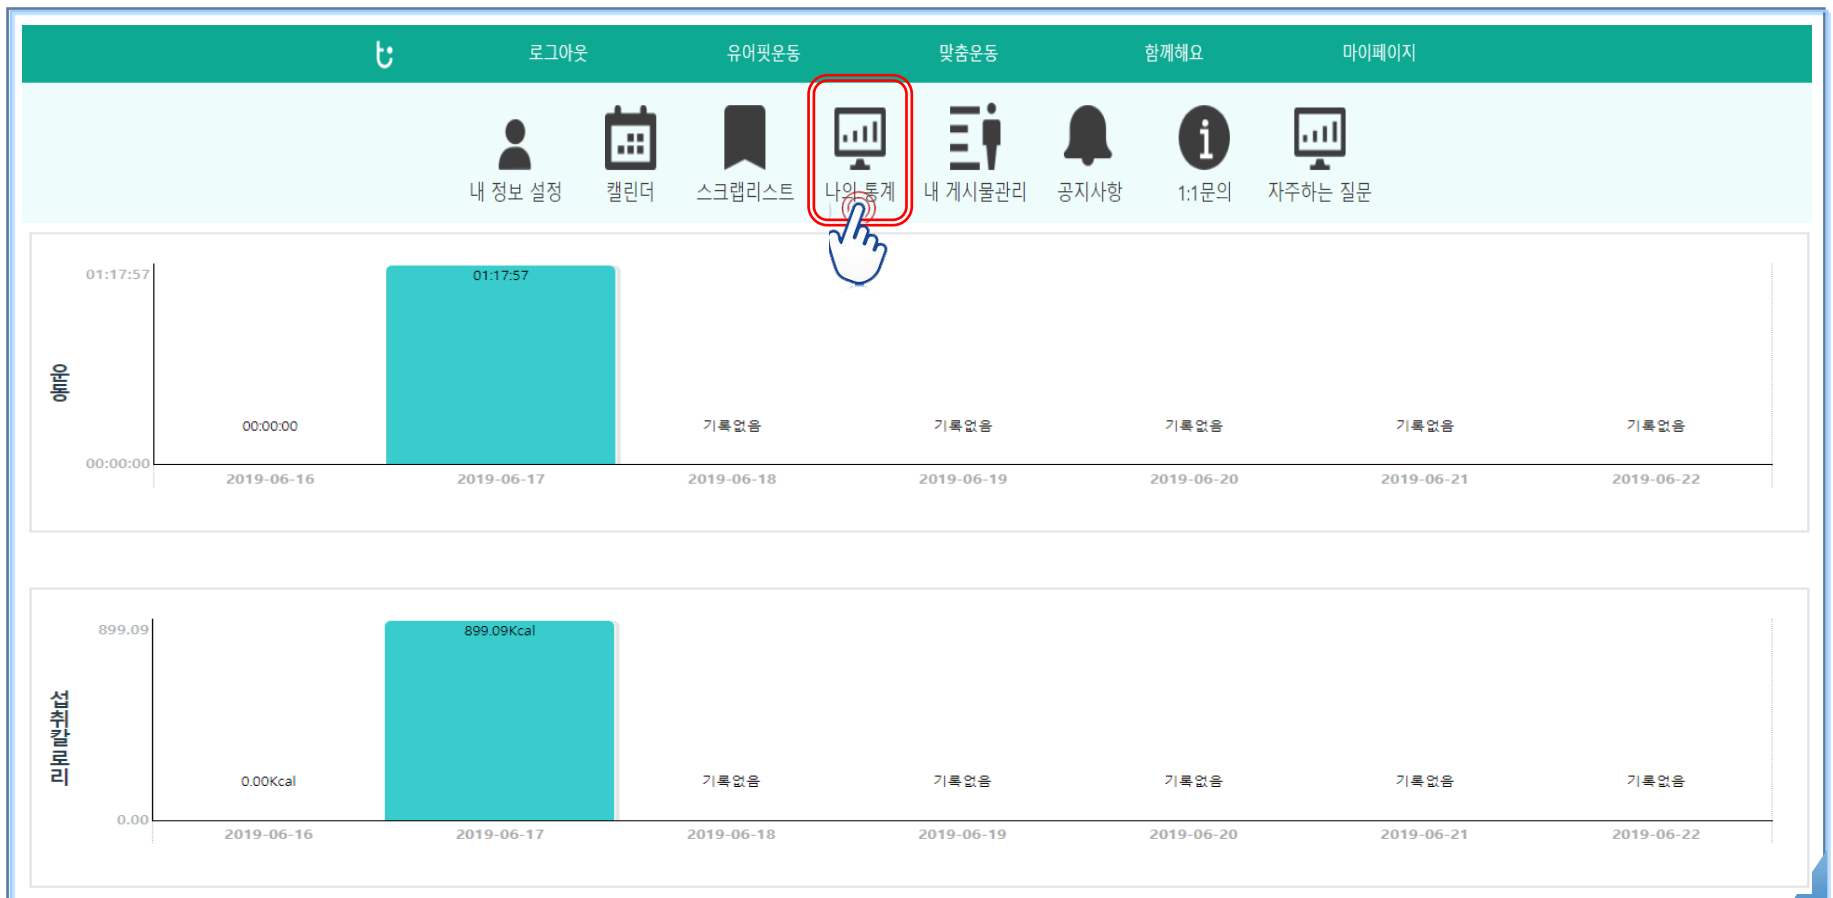 로그아웃 유어핏운동 맞춤운동 함께해요 마이페이지
내 정보 설정 캘린더 스크랩리스트 나의 통계 내 게시물관리 공지사항 1:1문의 자주하는 질문
01:17:57
01:17:57
운동
00:00:00 기록없음 기록없음 기록없음 기록없음 기록없음
00:00:00
2019-06-16 2019-06-17 2019-06-18 2019-06-19 2019-06-20 2019-06-21 2019-06-22
899.09
899.09Kcal
섭취칼로리
0.00Kcal 기록없음 기록없음 기록없음 기록없음 기록없음
0.00
2019-06-16 2019-06-17 2019-06-18 2019-06-19 2019-06-20 2019-06-21 2019-06-22